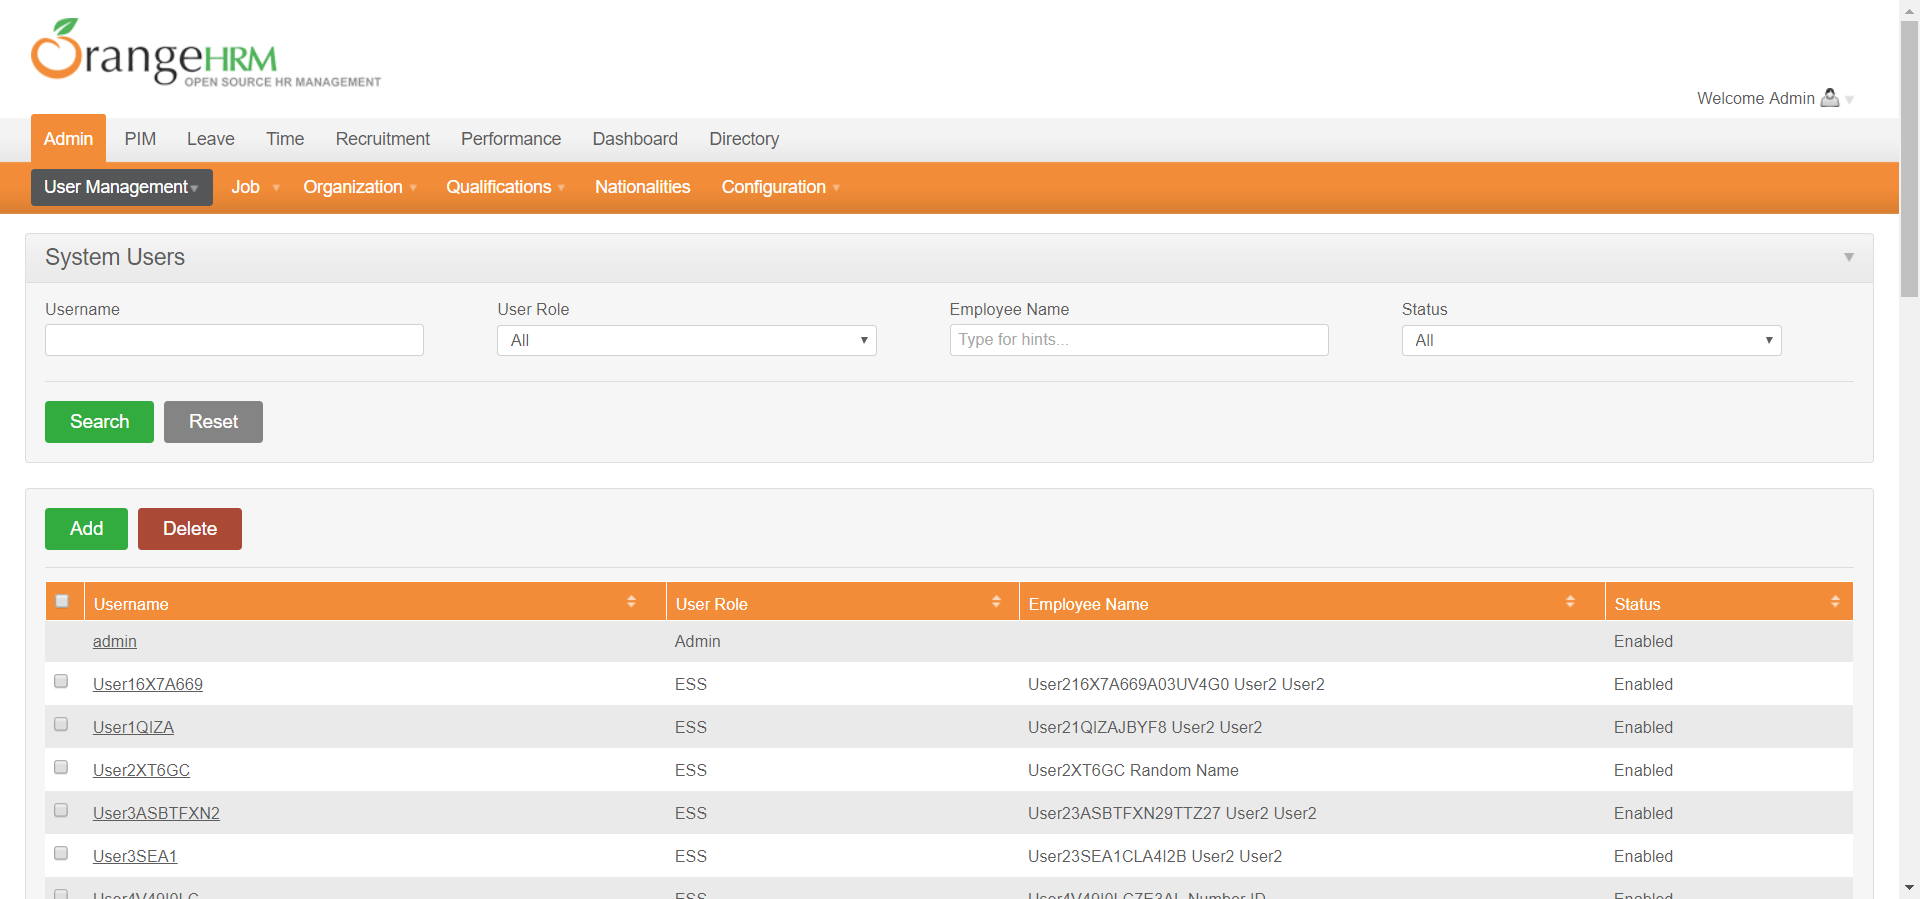 OrangeHRM
OPEN SOURCE HR MANAGEMENT
Welcome Admin
Admin PIM Leave Time Recruitment Performance Dashboard Directory
User Management Job Organization Qualifications Nationalities Configuration
System Users
Username User Role Employee Name Status
All Type for hints... All
Search Reset
Add Delete
Username User Role Employee Name Status
admin Admin Enabled
User16X7A669 ESS User216X7A669A03UV4G0 User2 User2 Enabled
User1QIZA ESS User21QIZAJBYF8 User2 User2 Enabled
User2XT6GC ESS User2XT6GC Random Name Enabled
User3ASBTFXN2 ESS User23ASBTFXN29TTZ27 User2 User2 Enabled
User3SEA1 ESS User23SEA1CLA4I2B User2 User2 Enabled
ESS Number ID Enabled